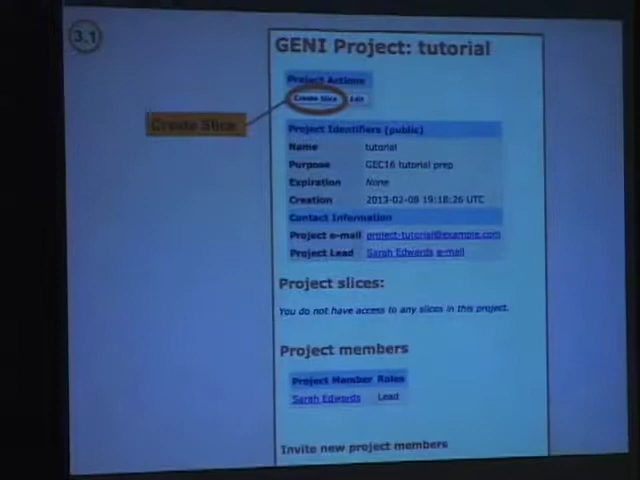 3.1
GENI Project: tutorial
Project Actions
Create Slice Edit
Create Slice
Project Identifiers (public)
Name tutorial
Purpose GEC16 tutorial prep
Expiration None
Creation 2013-02-08 19:18:26 UTC
Contact Information
Project e-mail project-tutorial@example.com
Project Lead Sarah Edwards e-mail
Project slices:
You do not have access to any slices in this project.
Project members
Project Member Roles
Sarah Edwards Lead
Invite new project members